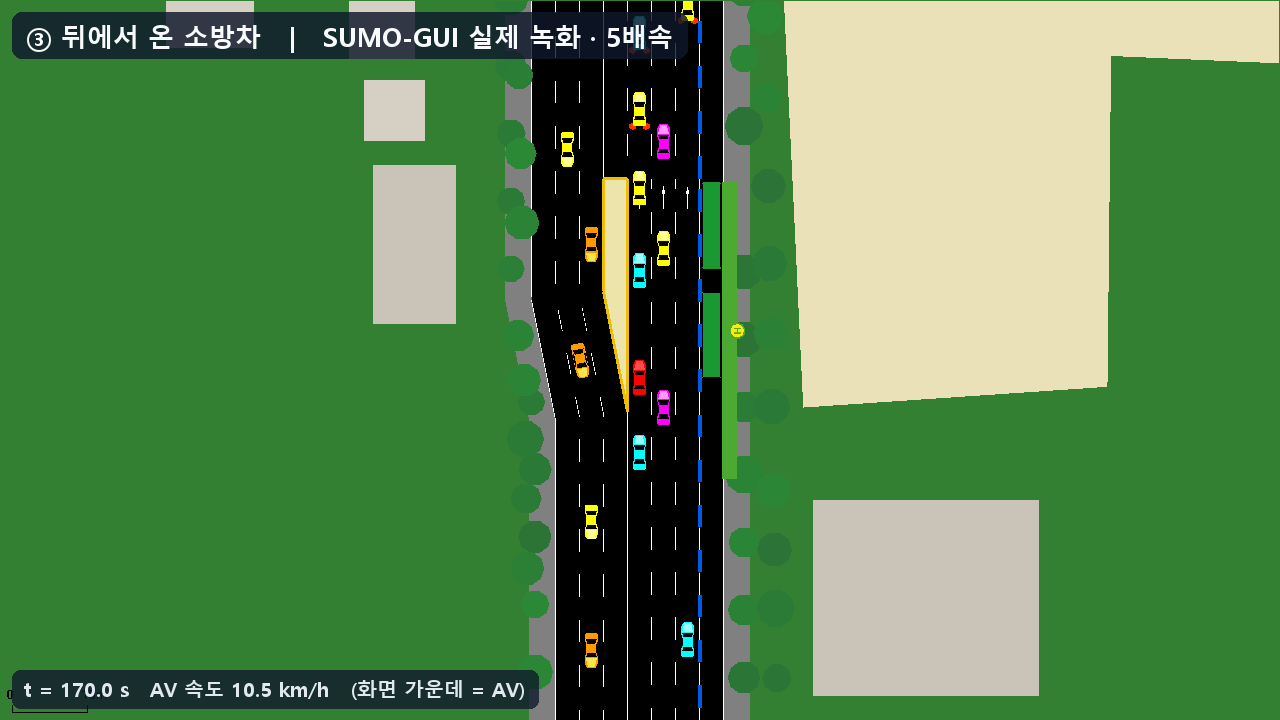 ③ 뒤에서 온 소방차 | SUMO-GUI 실제 녹화 · 5배속
H
t = 170.0 s AV 속도 10.5 km/h (화면 가운데 = AV)
0